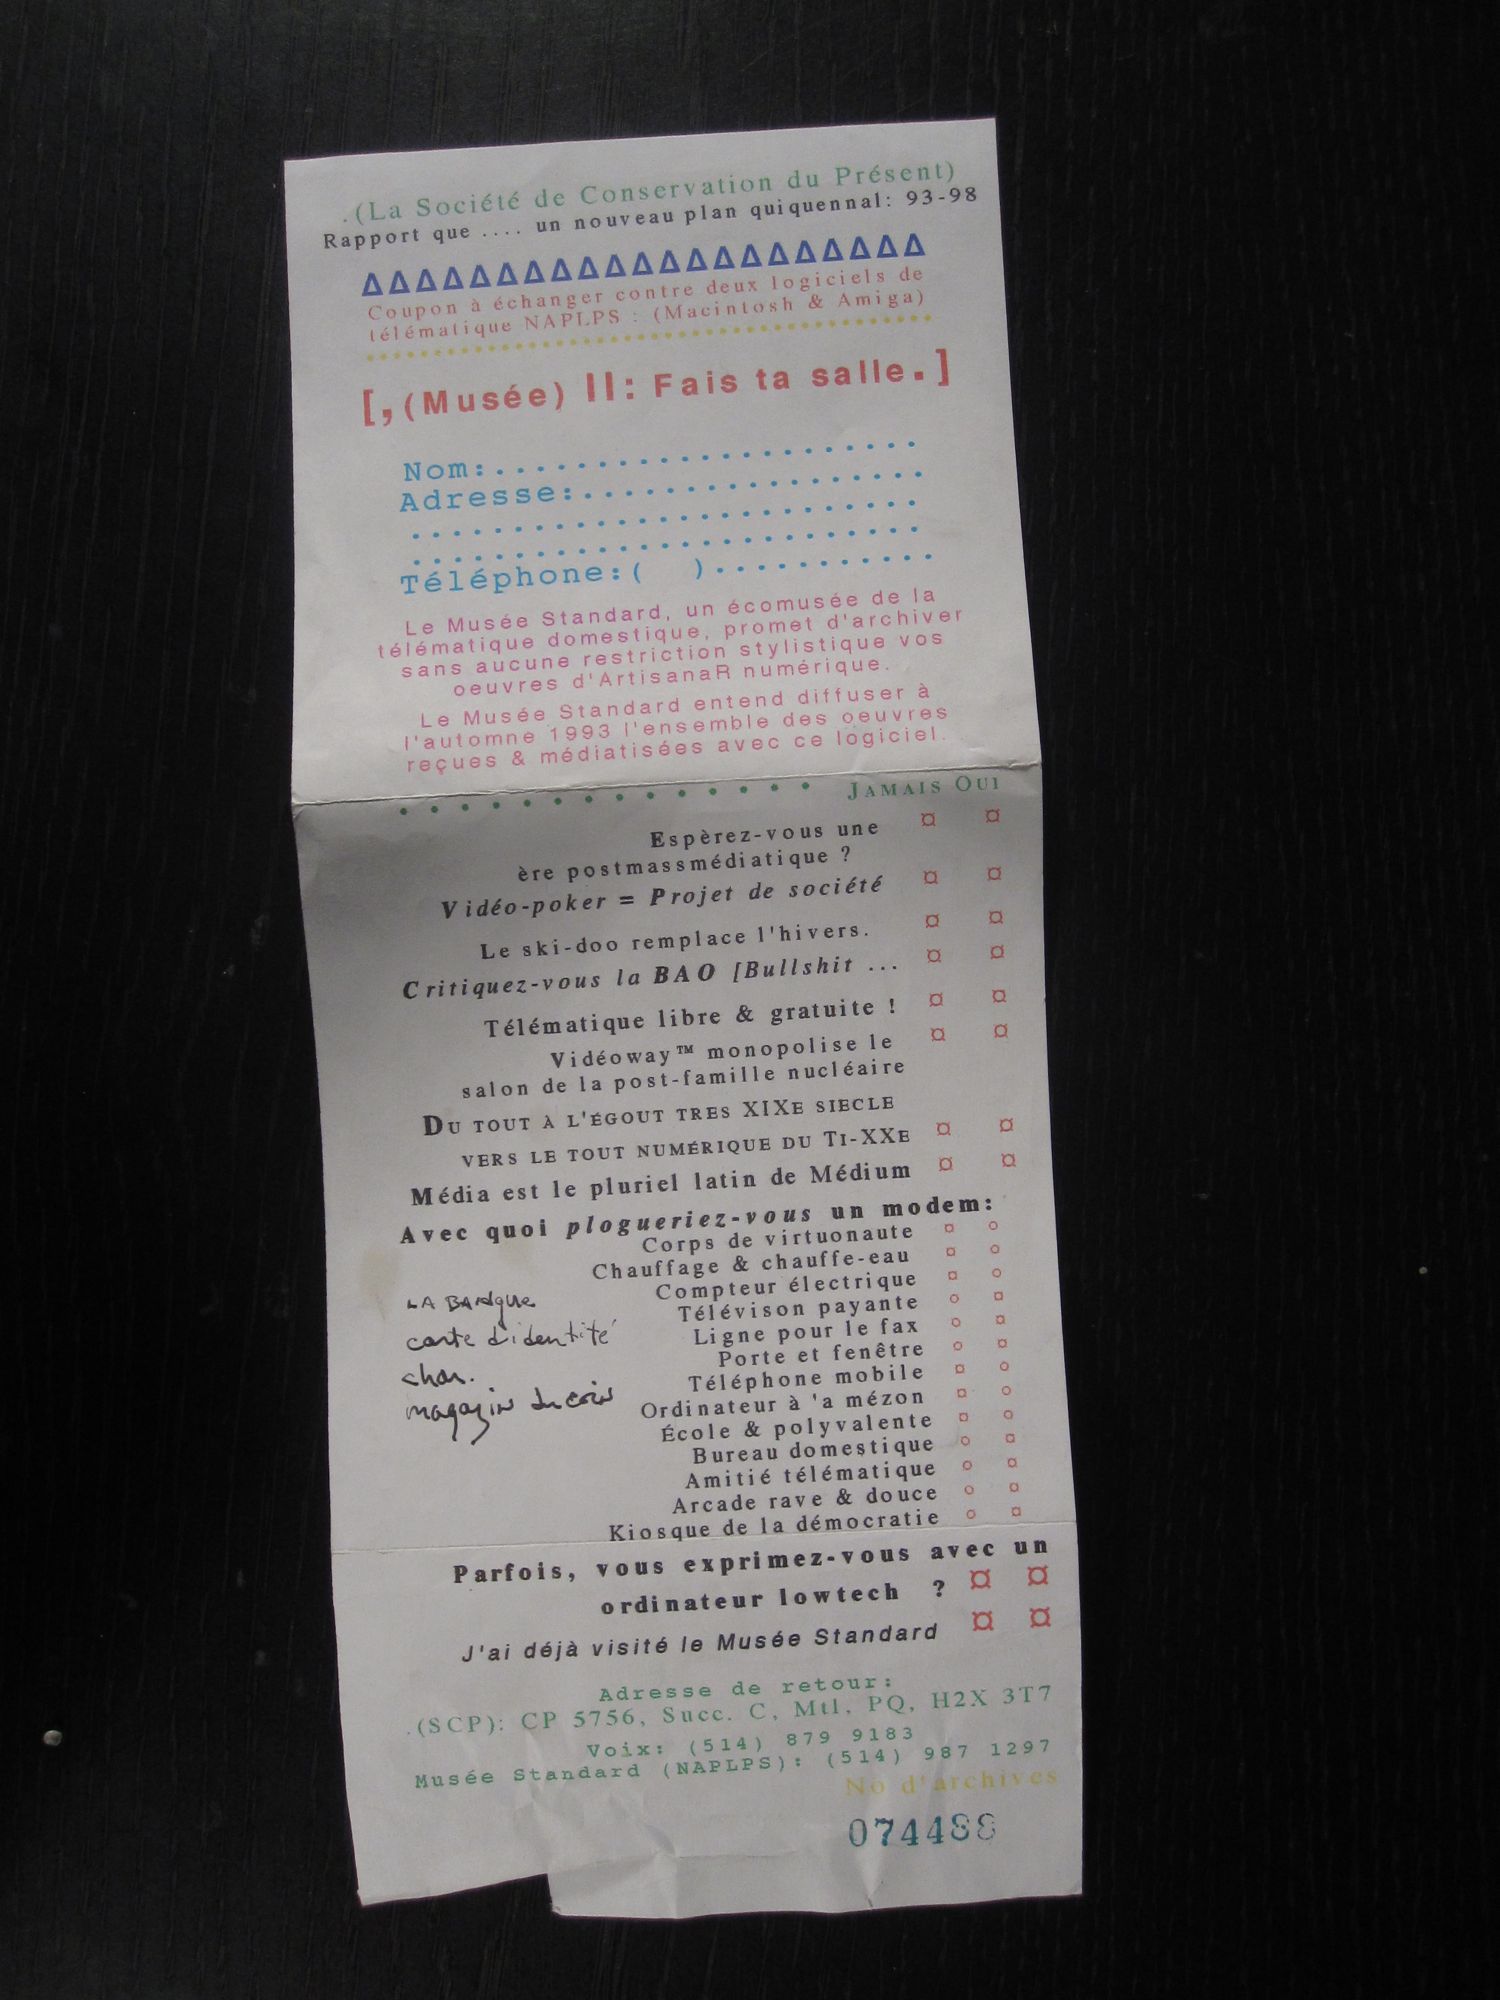 .(La Société de Conservation du Présent)
Rapport que .... un nouveau plan quiquennal: 93-98
Δ Δ Δ Δ Δ Δ Δ Δ Δ Δ Δ Δ Δ Δ Δ Δ Δ Δ Δ Δ Δ
Coupon à échanger contre deux logiciels de
télématique NAPLPS : (Macintosh & Amiga)
[,(Musée) II: Fais ta salle.]
Nom:.....................
Adresse:.................
.........................
.........................
Téléphone:(   )...........
Le Musée Standard, un écomusée de la
télématique domestique, promet d'archiver
sans aucune restriction stylistique vos
oeuvres d'ArtisanaR numérique.
Le Musée Standard entend diffuser à
l'automne 1993 l'ensemble des oeuvres
reçues & médiatisées avec ce logiciel.
• • • • • • • • • • • • • • JAMAIS OUI
Espèrez-vous une ¤ ¤
ère postmassmédiatique ?
Vidéo-poker = Projet de société ¤ ¤
Le ski-doo remplace l'hivers. ¤ ¤
Critiquez-vous la BAO [Bullshit ... ¤ ¤
Télématique libre & gratuite ! ¤ ¤
Vidéoway™ monopolise le ¤ ¤
salon de la post-famille nucléaire
DU TOUT À L'ÉGOUT TRES XIXE SIECLE
VERS LE TOUT NUMÉRIQUE DU TI-XXE ¤ ¤
Média est le pluriel latin de Médium ¤ ¤
Avec quoi plogueriez-vous un modem:
Corps de virtuonaute ¤ o
Chauffage & chauffe-eau ¤ o
Compteur électrique ¤ o
Télévison payante o ¤
Ligne pour le fax o ¤
Porte et fenêtre o ¤
Téléphone mobile ¤ o
Ordinateur à 'a mézon ¤ o
École & polyvalente ¤ o
Bureau domestique o ¤
Amitié télématique o ¤
Arcade rave & douce o ¤
Kiosque de la démocratie o ¤
LA BANque
carte d'identité
char.
magazin du coin
Parfois, vous exprimez-vous avec un
ordinateur lowtech ? ¤ ¤
J'ai déjà visité le Musée Standard ¤ ¤
Adresse de retour:
.(SCP): CP 5756, Succ. C, Mtl, PQ, H2X 3T7
Voix: (514) 879 9183
Musée Standard (NAPLPS): (514) 987 1297
No d'archives
074488